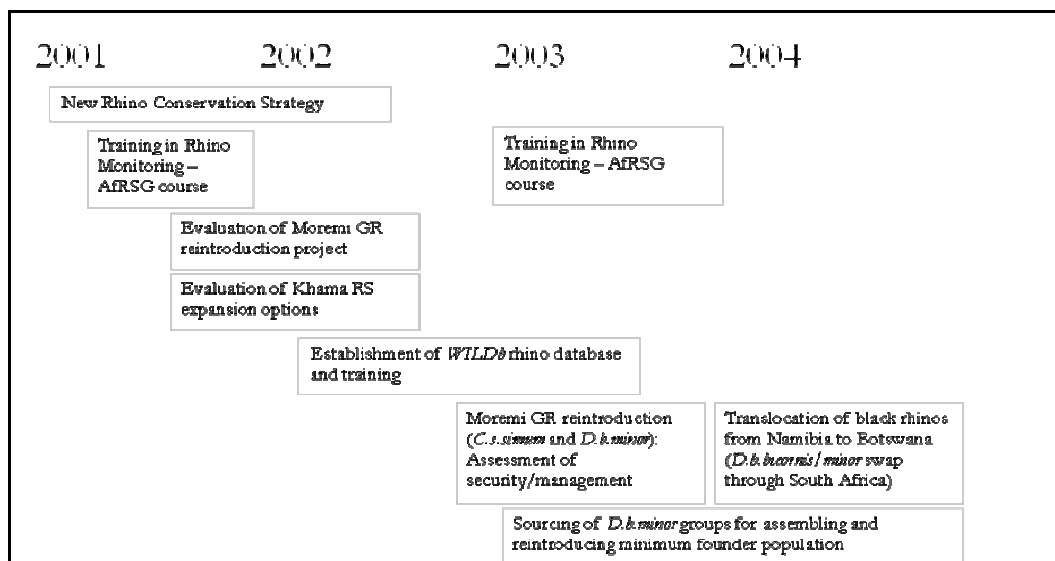 2001 2002 2003 2004
New Rhino Conservation Strategy
Training in Rhino
Monitoring –
AfRSG course
Training in Rhino
Monitoring – AfRSG
course
Evaluation of Moremi GR
reintroduction project
Evaluation of Khama RS
expansion options
Establishment of WILDb rhino database
and training
Moremi GR reintroduction
(C.s.simum and D.b.minor):
Assessment of
security/management
Translocation of black rhinos
from Namibia to Botswana
(D.b.bicornis/minor swap
through South Africa)
Sourcing of D.b.minor groups for assembling and
reintroducing minimum founder population